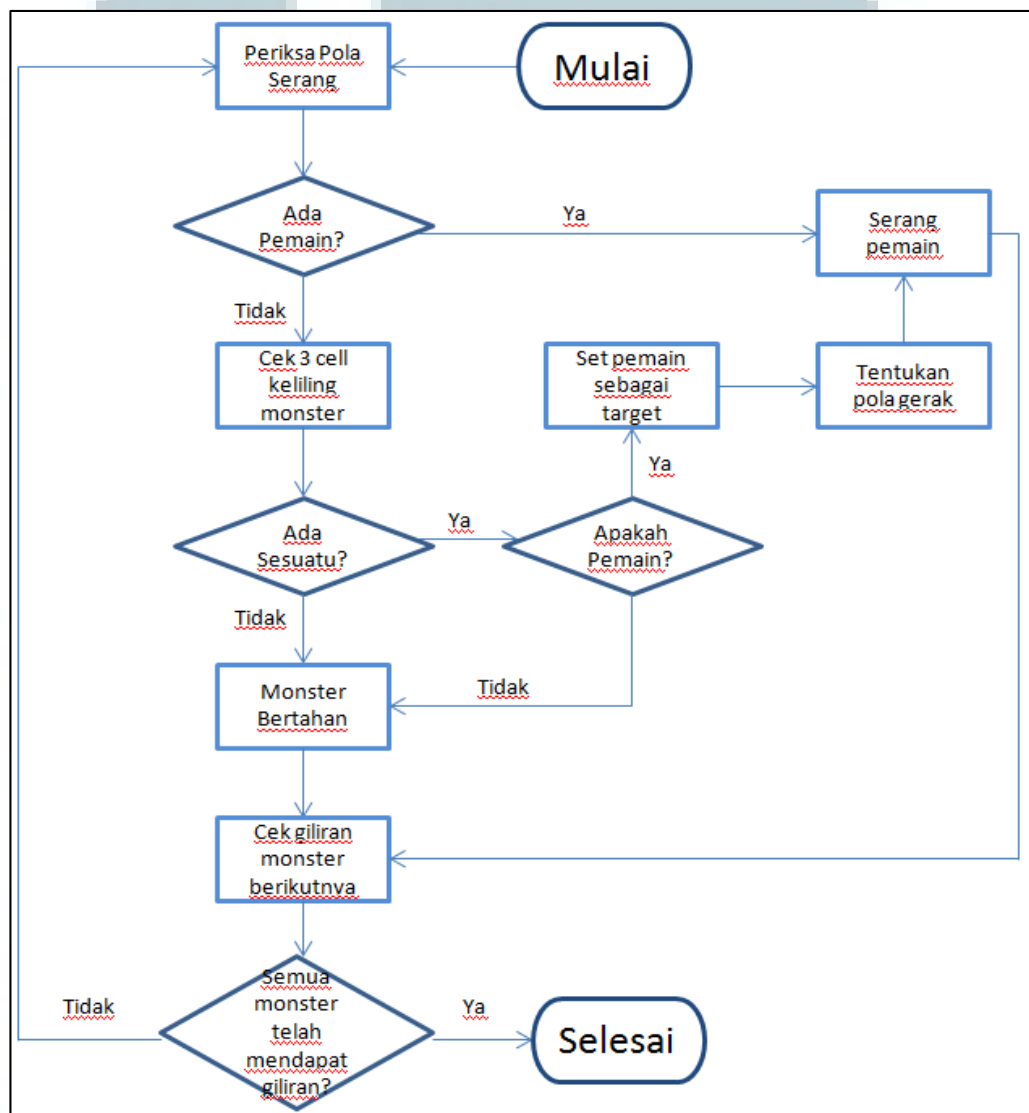 Periksa Pola
Serang
Mulai
Ada
Pemain?
Ya
Serang
pemain
Tidak
Cek 3 cell
keliling
monster
Set pemain
sebagai
target
Tentukan
pola gerak
Ya
Ada
Sesuatu?
Ya
Apakah
Pemain?
Tidak
Monster
Bertahan
Tidak
Cek giliran
monster
berikutnya
Semua
monster
telah
mendapat
giliran?
Tidak
Ya
Selesai